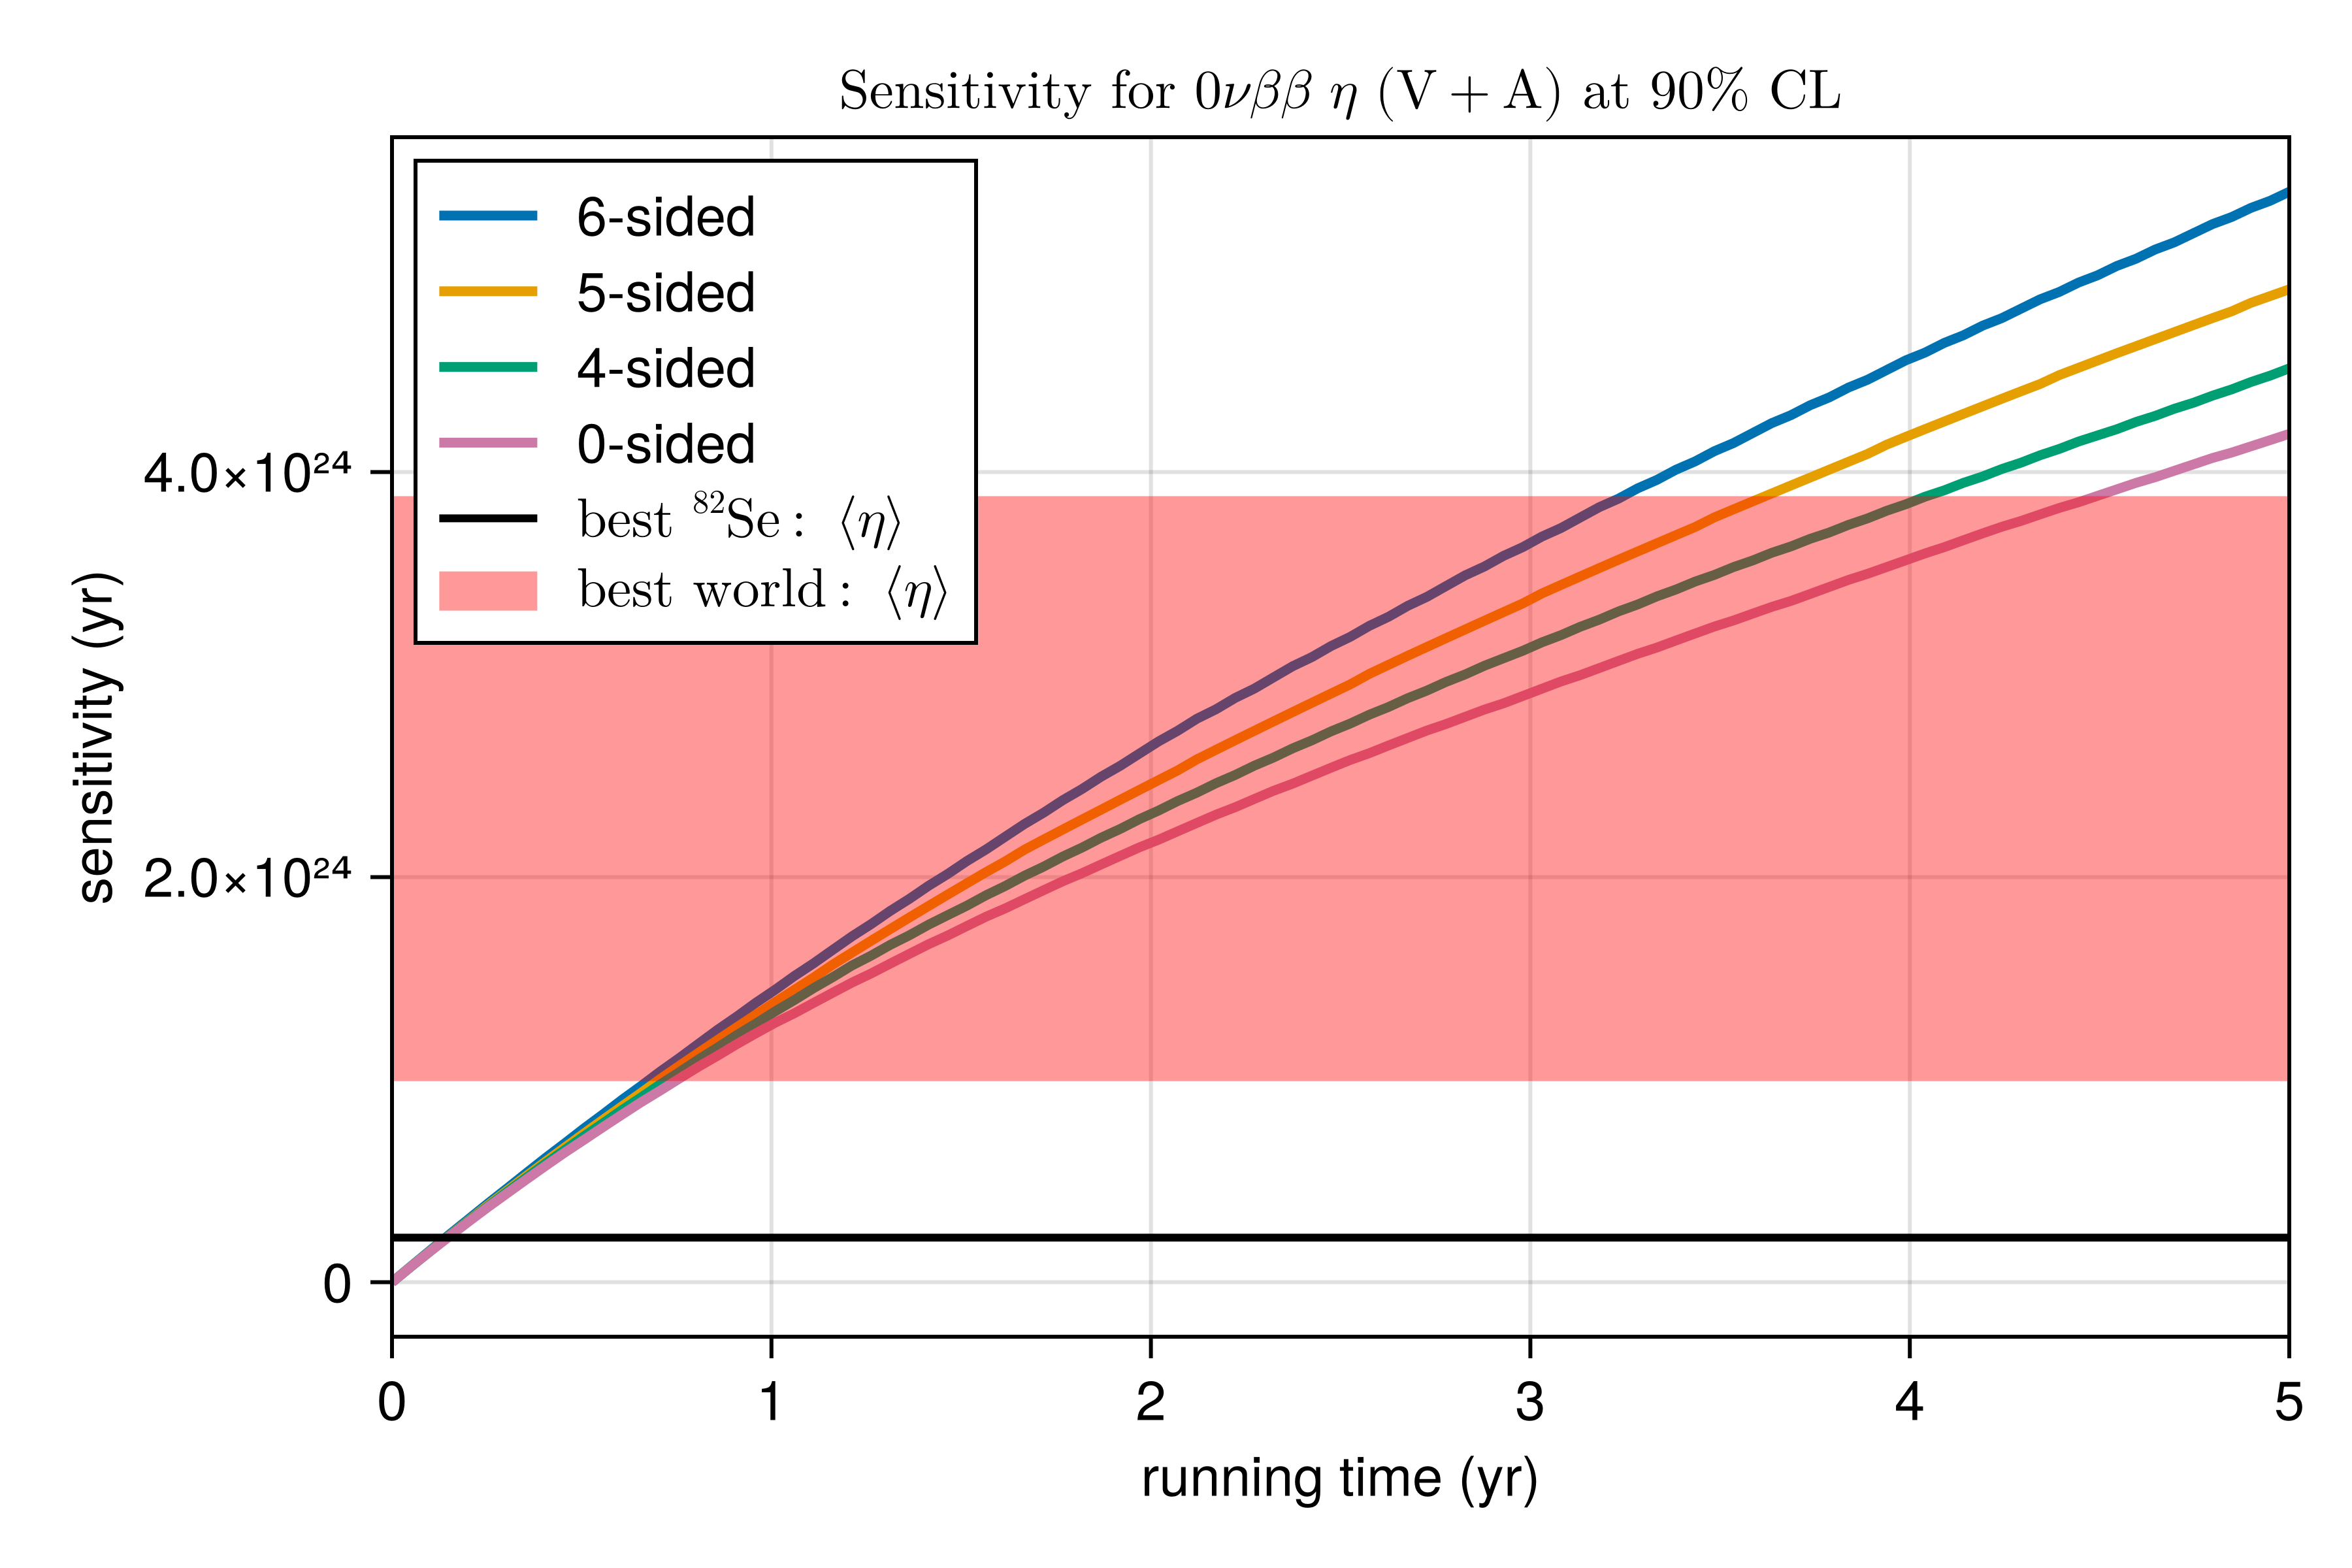 Sensitivity for 0νββ η (V + A) at 90% CL
6-sided
5-sided
4-sided
0-sided
best ⁸²Se: ⟨η⟩
best world: ⟨η⟩
sensitivity (yr)
4.0×10²⁴
2.0×10²⁴
0
0 1 2 3 4 5
running time (yr)